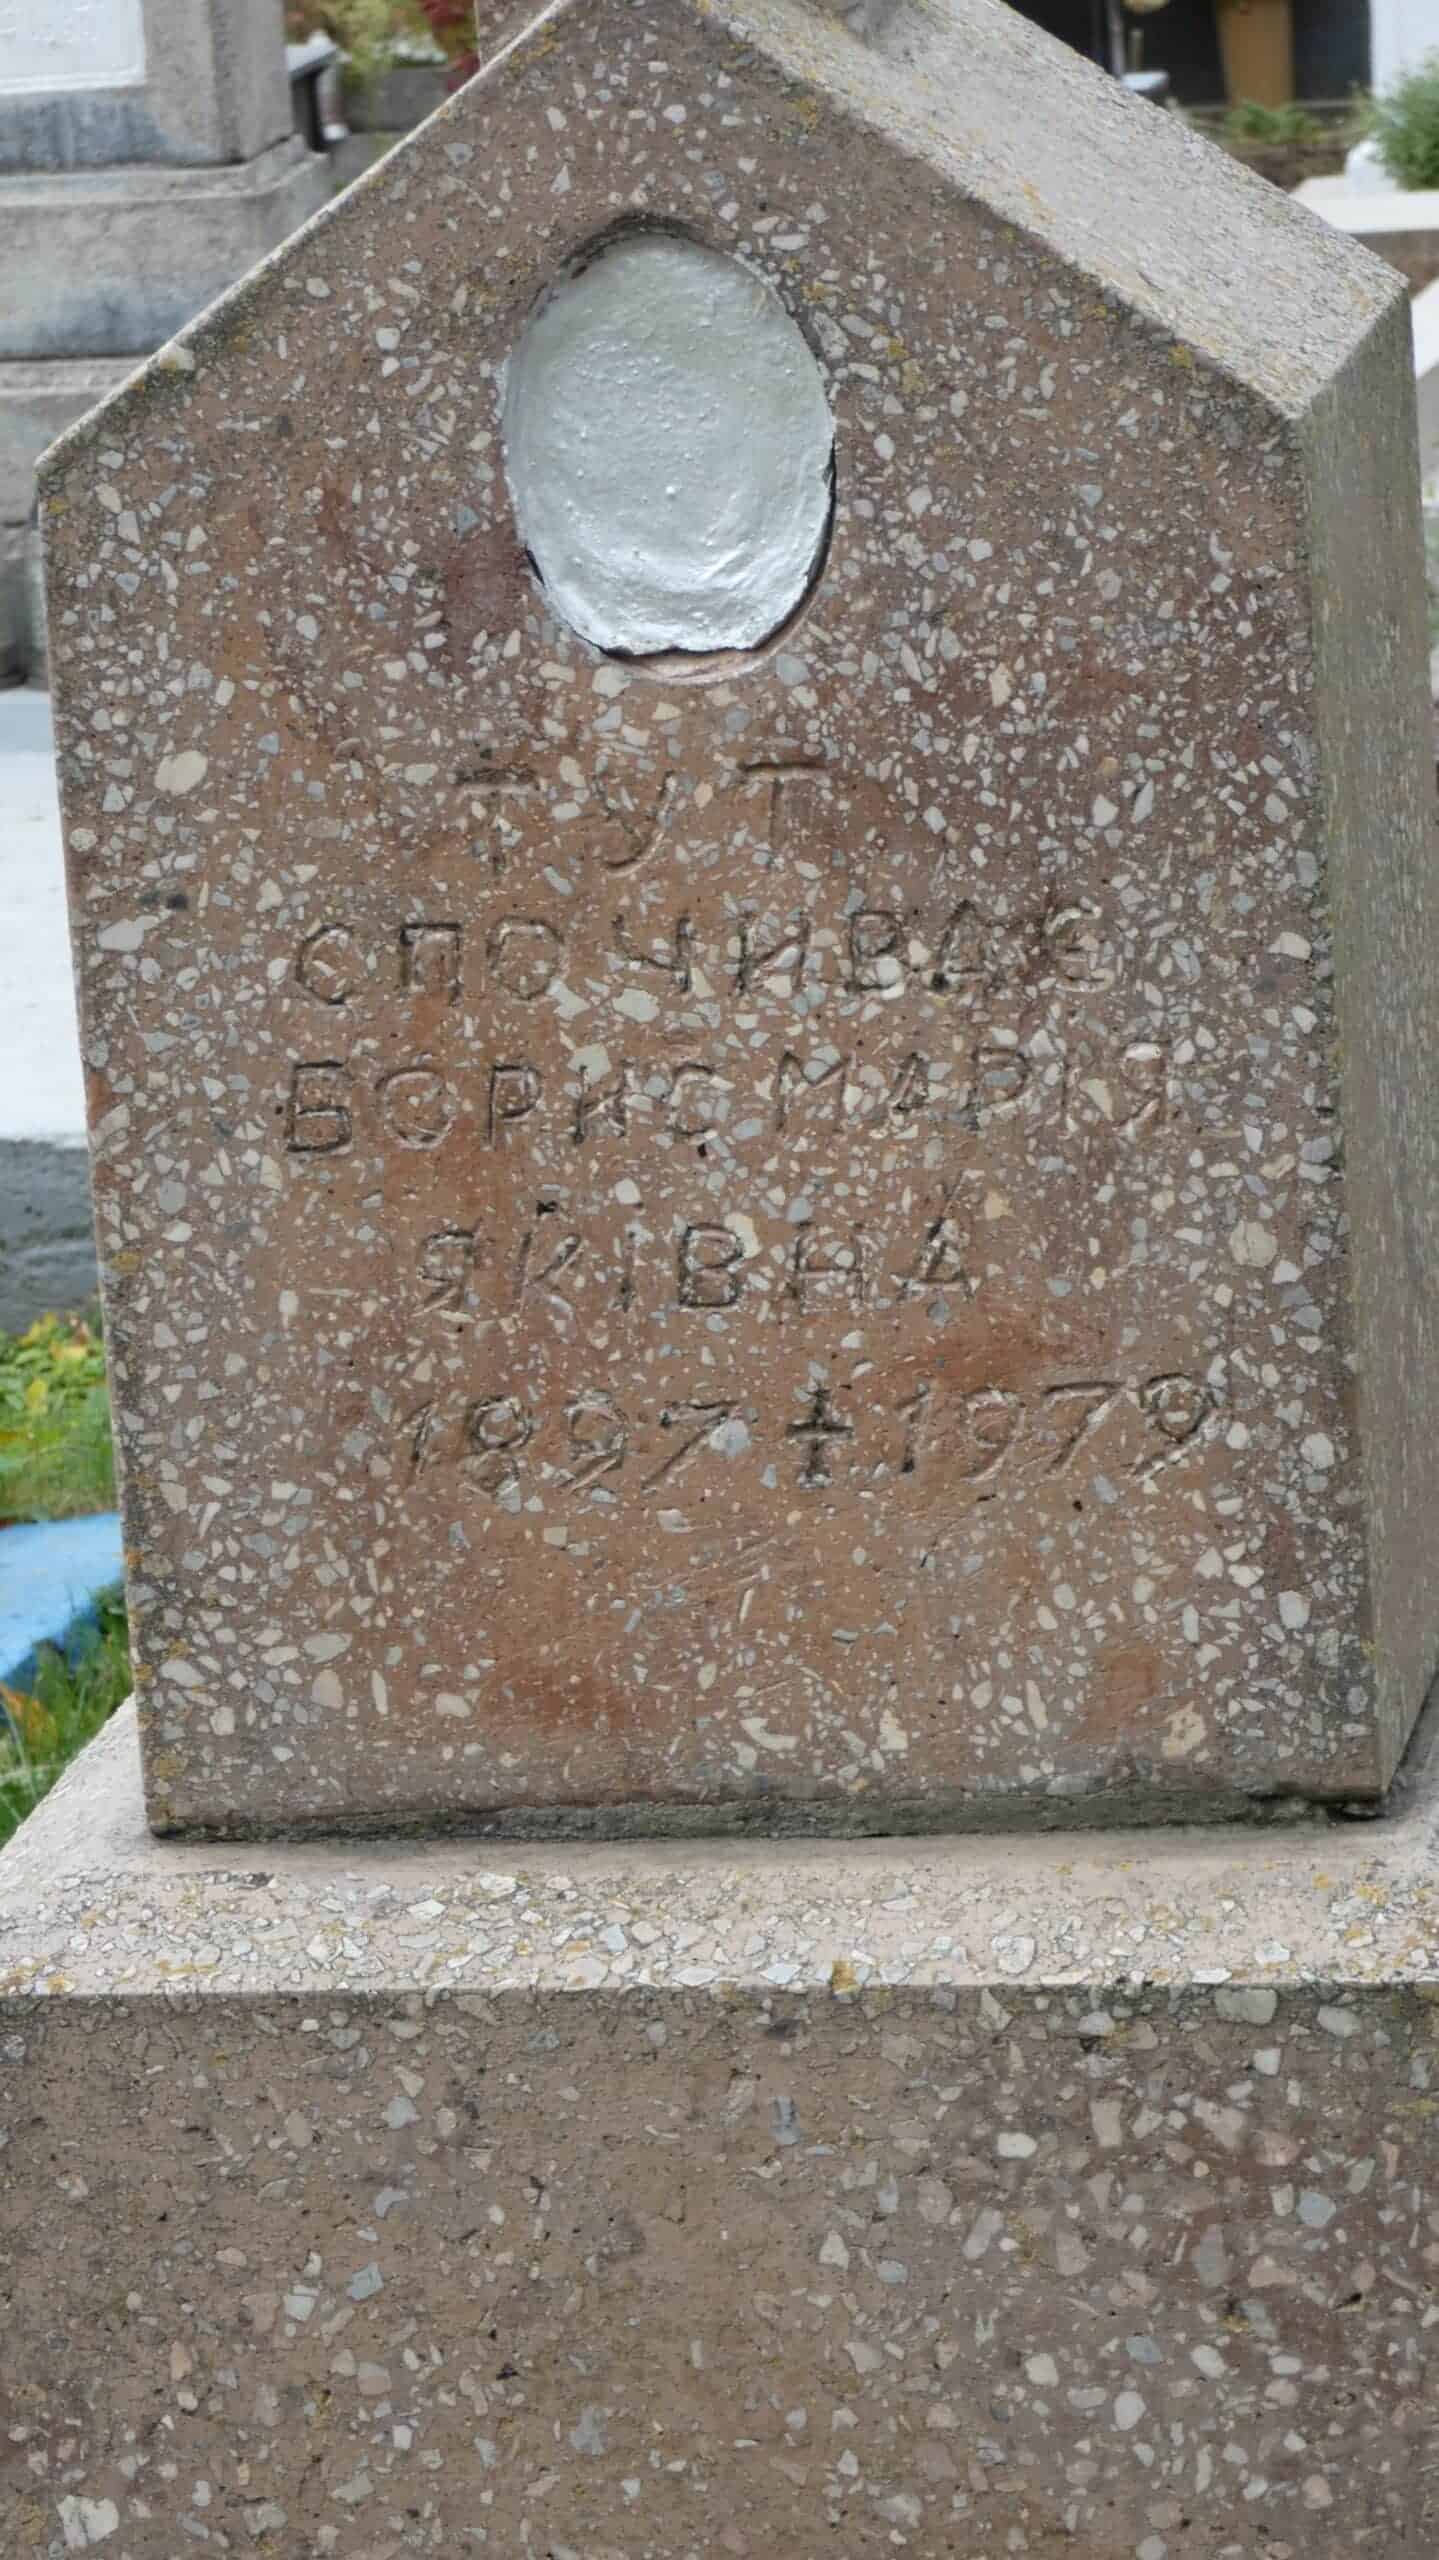 ТУТ
СПОЧИВАЄ
БОРИС МАРІЯ
ЯКІВНА
1897 ✝ 1979